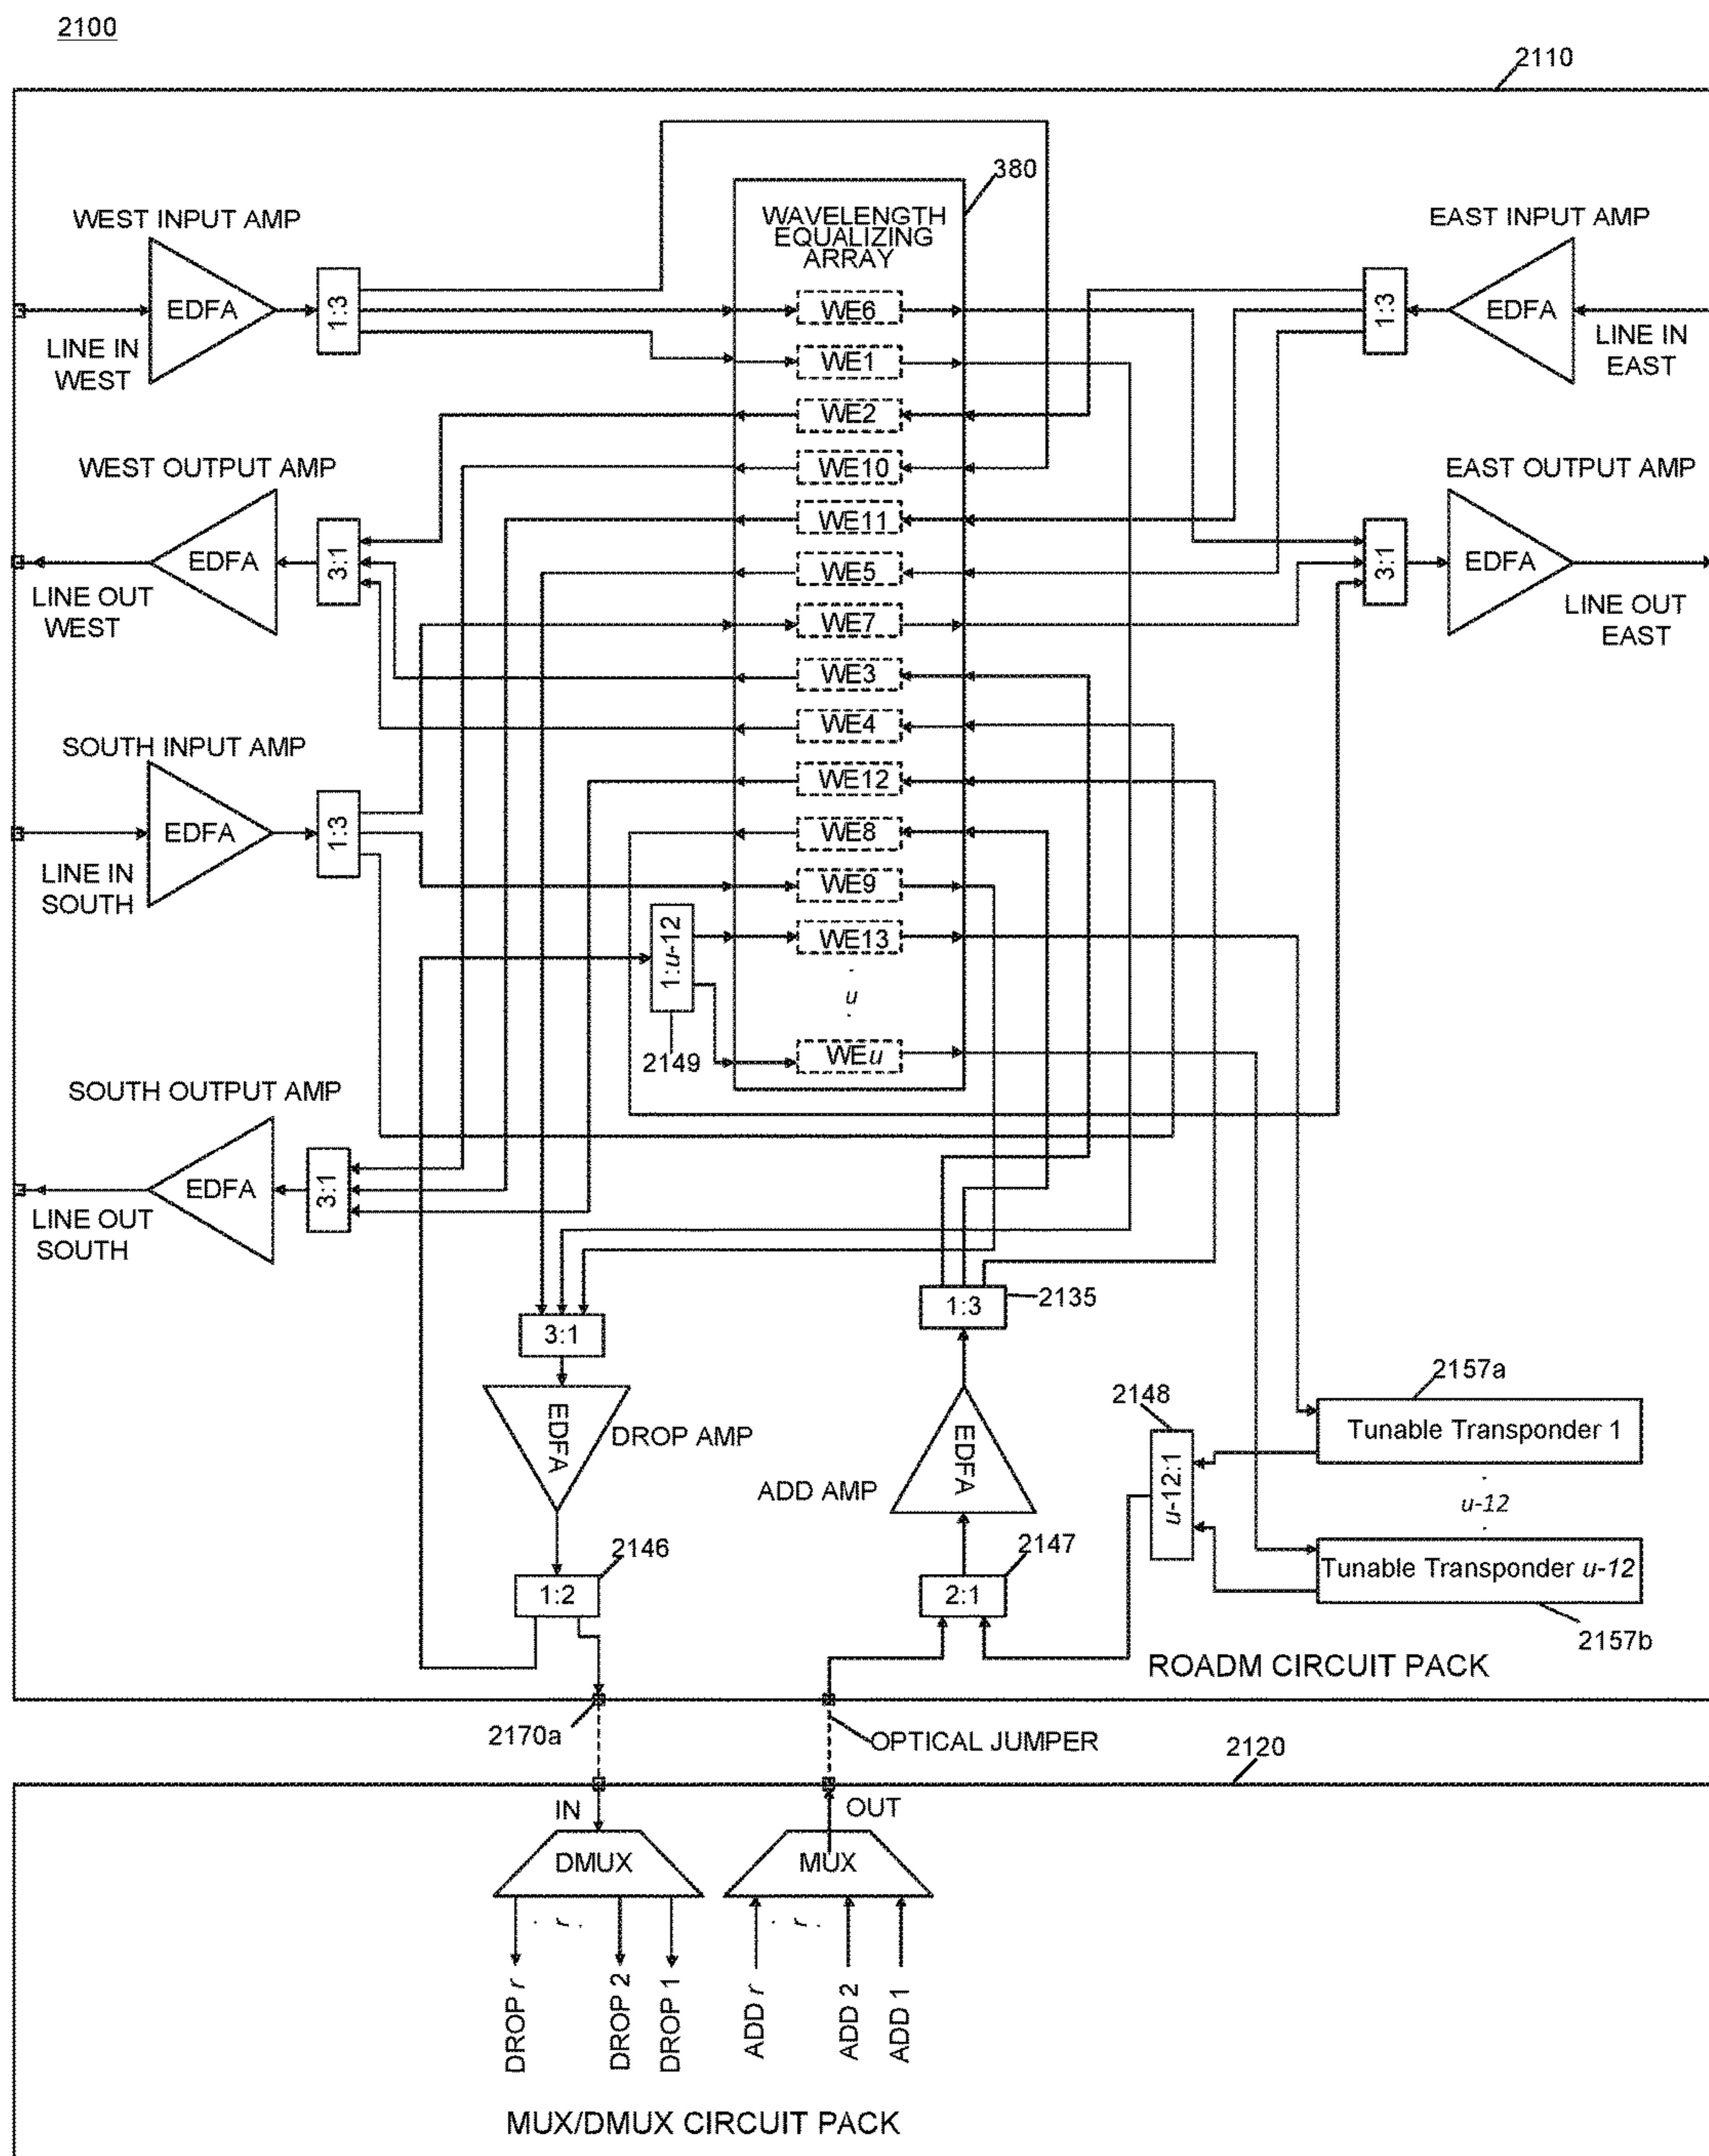 2100
2110
380
WEST INPUT AMP
WAVELENGTH
EQUALIZING
ARRAY
EAST INPUT AMP
EDFA
1:3
WE6
1:3
EDFA
LINE IN
WEST
WE1
LINE IN
EAST
WE2
WEST OUTPUT AMP
WE10
EAST OUTPUT AMP
WE11
EDFA
3:1
WE5
3:1
EDFA
LINE OUT
WEST
WE7
LINE OUT
EAST
WE3
WE4
SOUTH INPUT AMP
WE12
EDFA
1:3
WE8
LINE IN
SOUTH
WE9
1:u-12
WE13
u
2149
WEu
SOUTH OUTPUT AMP
EDFA
3:1
LINE OUT
SOUTH
1:3
2135
3:1
2157a
2148
Tunable Transponder 1
EDFA
DROP AMP
EDFA
ADD AMP
u-12:1
u-12
2146
2147
Tunable Transponder u-12
1:2
2:1
2157b
ROADM CIRCUIT PACK
2170a
OPTICAL JUMPER
2120
IN
OUT
DMUX
MUX
r
r
DROP r
DROP 2
DROP 1
ADD r
ADD 2
ADD 1
MUX/DMUX CIRCUIT PACK